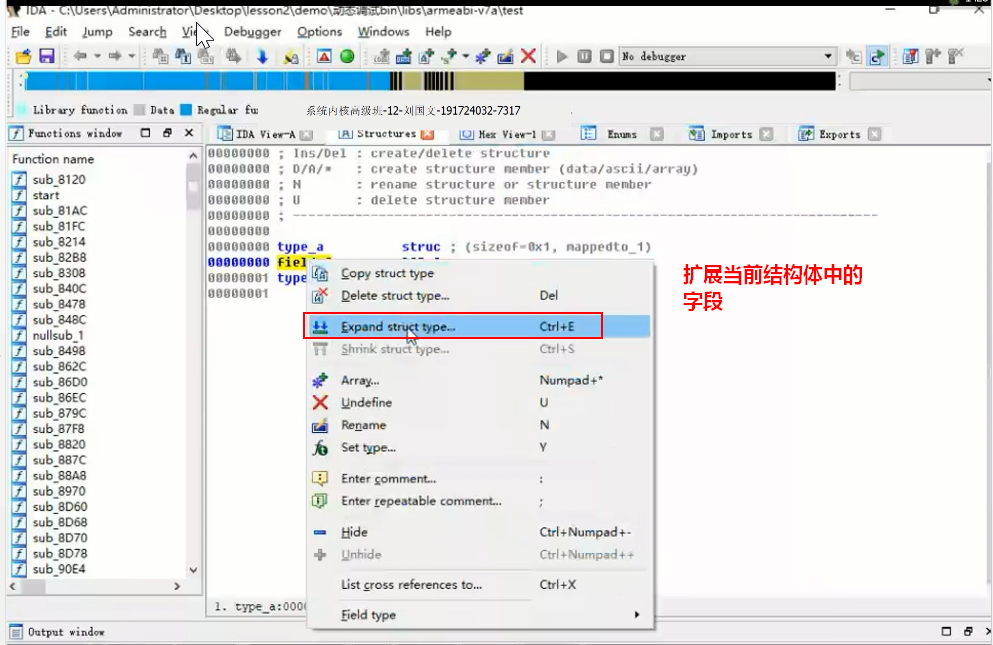 IDA - C:\Users\Administrator\Desktop\lesson2\demo\动态调试bin\libs\armeabi-v7a\test
File Edit Jump Search Debugger Options Windows Help
No debugger
Library function Data Regular fu
系统内核高级班-12-刘国文-191724032-7317
Functions window
IDA View-A Structures Hex View-1 Enums Imports Exports
Function name
sub_8120
start
sub_81AC
sub_81FC
sub_8214
sub_82B8
sub_8308
sub_840C
sub_8478
sub_848C
nullsub_1
sub_8498
sub_862C
sub_86D0
sub_86EC
sub_879C
sub_87F8
sub_8820
sub_887C
sub_88A8
sub_8970
sub_8D60
sub_8D68
sub_8D70
sub_8D78
sub_90E4
00000000 ; Ins/Del : create/delete structure
00000000 ; D/A/* : create structure member (data/ascii/array)
00000000 ; N : rename structure or structure member
00000000 ; U : delete structure member
00000000 ; ---------------------------------------------------------------------------
00000000
00000000 type_a struc ; (sizeof=0x1, mappedto_1)
00000000
00000001
00000001
Copy struct type
Delete struct type... Del
Expand struct type... Ctrl+E
Shrink struct type... Ctrl+S
Array... Numpad+*
Undefine U
Rename N
Set type... Y
Enter comment... :
Enter repeatable comment... ;
Hide Ctrl+Numpad+-
Unhide Ctrl+Numpad++
List cross references to... Ctrl+X
Field type
扩展当前结构体中的
字段
Output window